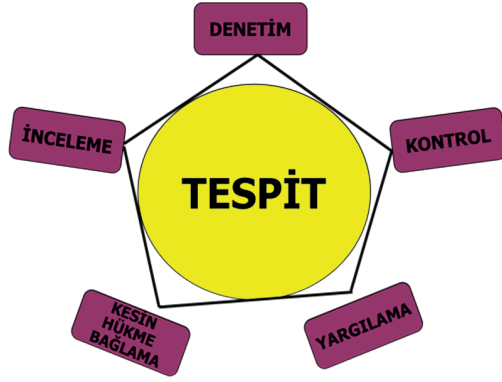 DENETİM
İNCELEME
KONTROL
TESPİT
KESİN
HÜKME
BAĞLAMA
YARGILAMA